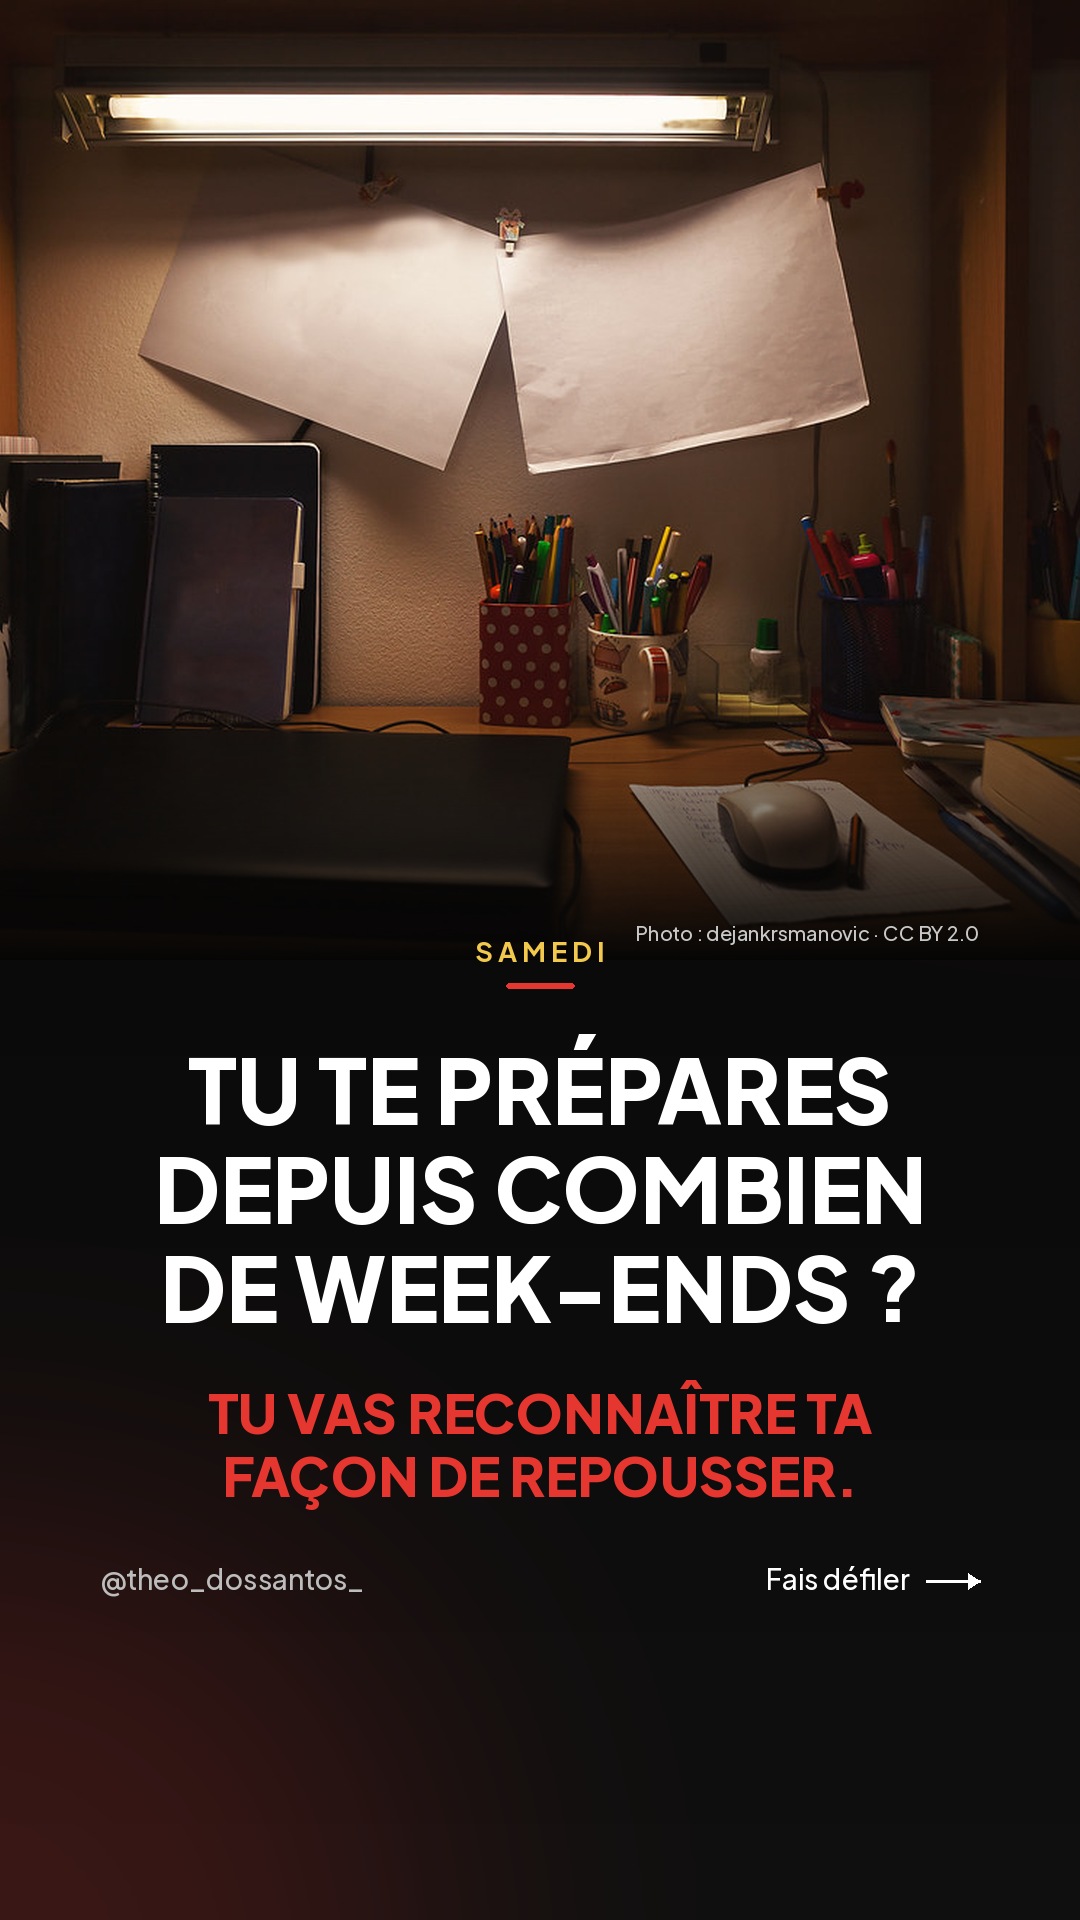 Photo : dejankrsmanovic · CC BY 2.0
SAMEDI
TU TE PRÉPARES
DEPUIS COMBIEN
DE WEEK-ENDS ?
TU VAS RECONNAÎTRE TA
FAÇON DE REPOUSSER.
@theo_dossantos_
Fais défiler